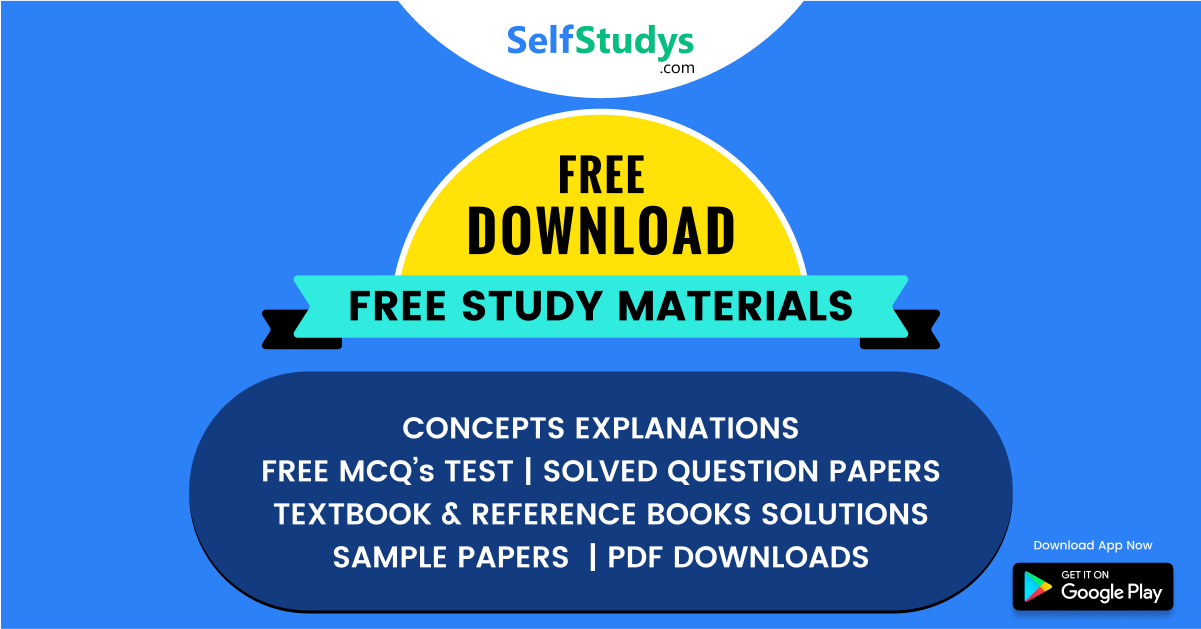 SelfStudys
.com
FREE
DOWNLOAD
FREE STUDY MATERIALS
CONCEPTS EXPLANATIONS
FREE MCQ’s TEST | SOLVED QUESTION PAPERS
TEXTBOOK & REFERENCE BOOKS SOLUTIONS
SAMPLE PAPERS | PDF DOWNLOADS
Download App Now
GET IT ON
Google Play